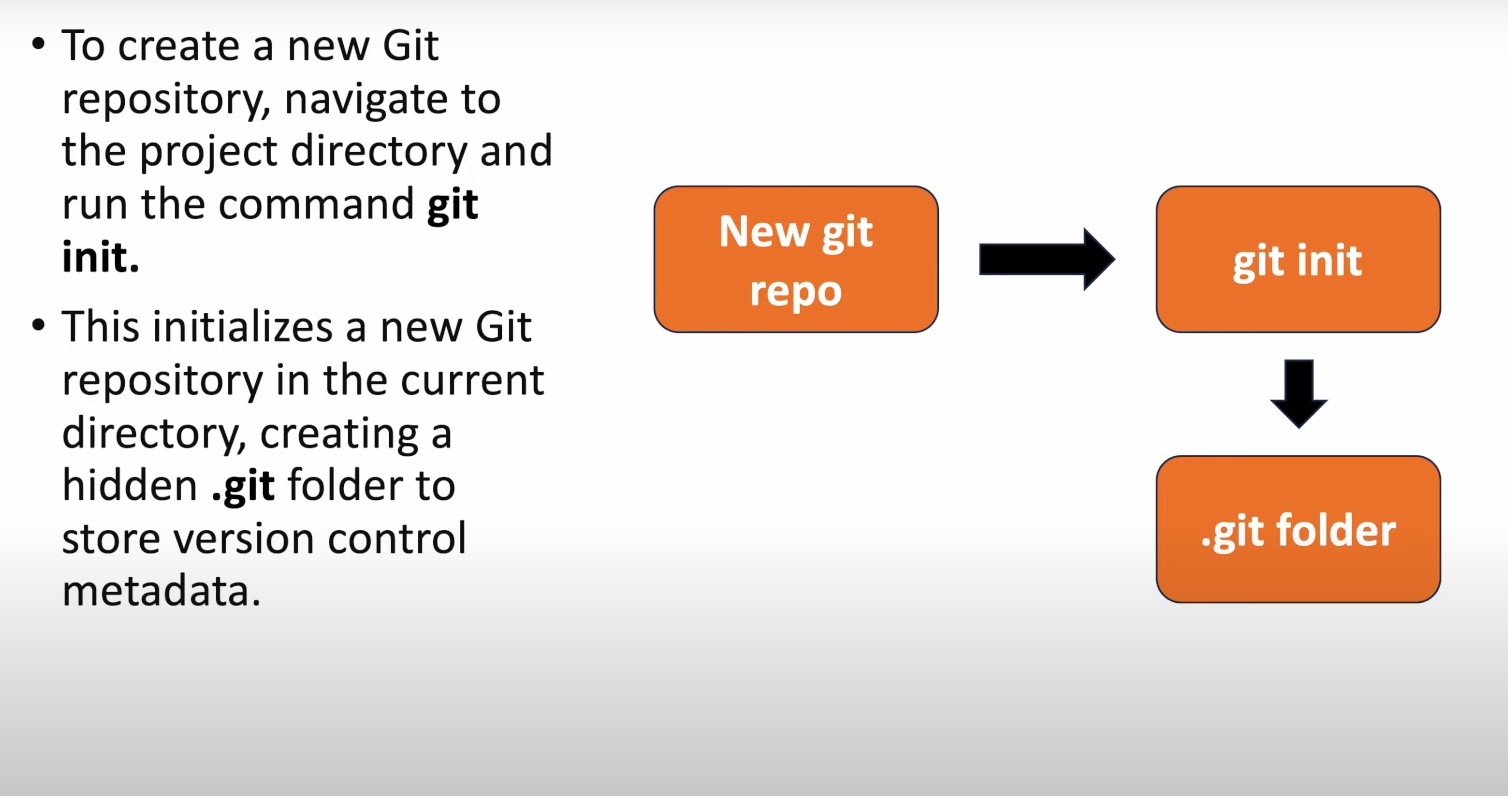 • To create a new Git
repository, navigate to
the project directory and
run the command git
init.
• This initializes a new Git
repository in the current
directory, creating a
hidden .git folder to
store version control
metadata.
New git
repo
git init
.git folder